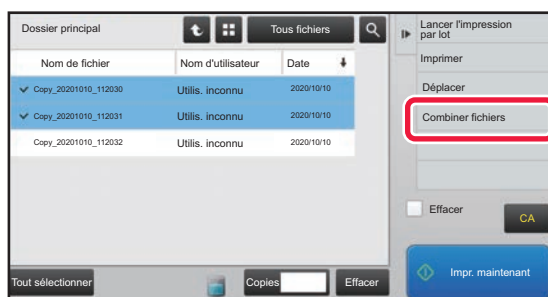 Dossier principal
Tous fichiers
Nom de fichier
Nom d'utilisateur
Date
Copy_20201010_112030
Utilis. inconnu
2020/10/10
Copy_20201010_112031
Utilis. inconnu
2020/10/10
Copy_20201010_112032
Utilis. inconnu
2020/10/10
Tout sélectionner
Copies
Effacer
Lancer l'impression
par lot
Imprimer
Déplacer
Combiner fichiers
Effacer
CA
Impr. maintenant